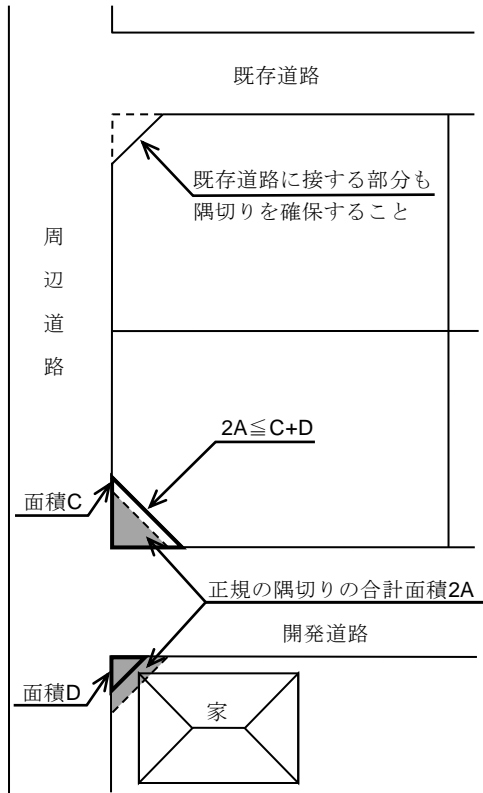 既存道路
既存道路に接する部分も
隅切りを確保すること
周辺道路
2A≦C+D
面積C
正規の隅切りの合計面積2A
開発道路
面積D
家